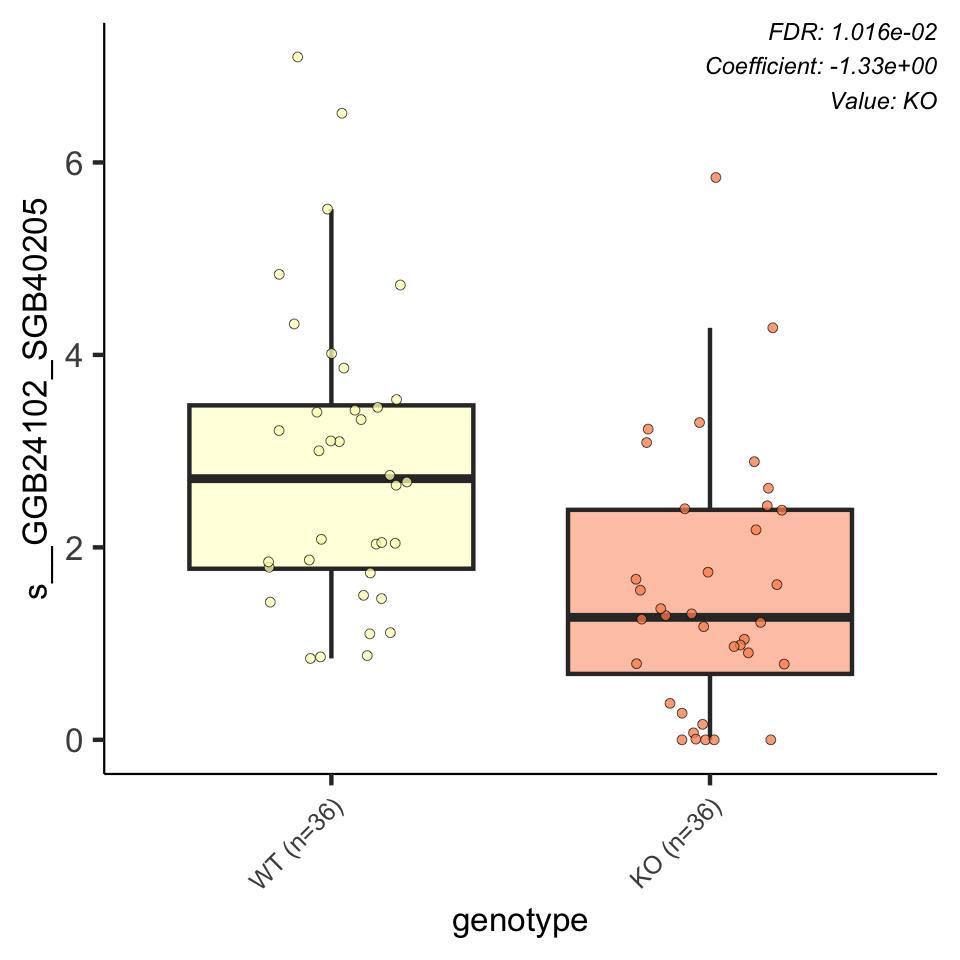 FDR: 1.016e-02
Coefficient: -1.33e+00
Value: KO
s__GGB24102_SGB40205
6
4
2
0
WT (n=36)
KO (n=36)
genotype